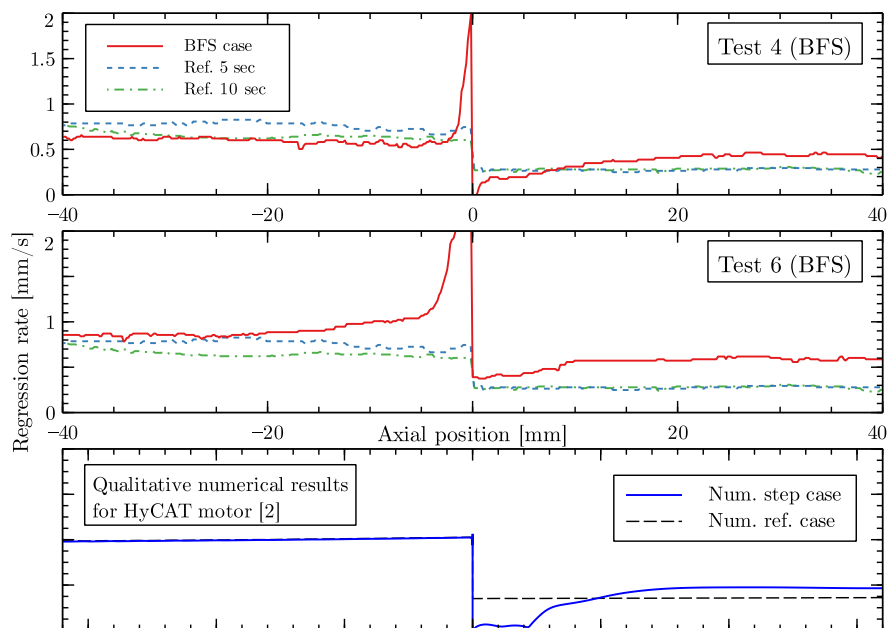 2
1.5
1
0.5
0
BFS case
Ref. 5 sec
Ref. 10 sec
Test 4 (BFS)
−40
−20
0
20
40
Regression rate [mm/s]
2
1
0
Test 6 (BFS)
−40
−20
0
20
40
Axial position [mm]
Qualitative numerical results
for HyCAT motor [2]
Num. step case
Num. ref. case